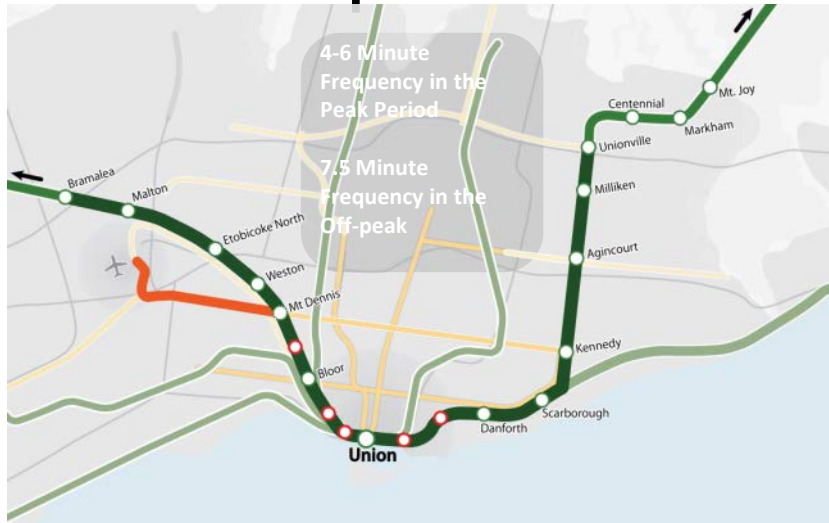 4-6 Minute
Frequency in the
Peak Period
7.5 Minute
Frequency in the
Off-peak
Mt. Joy
Centennial
Markham
Unionville
Milliken
Agincourt
Kennedy
Scarborough
Danforth
Union
Bloor
Mt Dennis
Weston
Etobicoke North
Malton
Bramalea